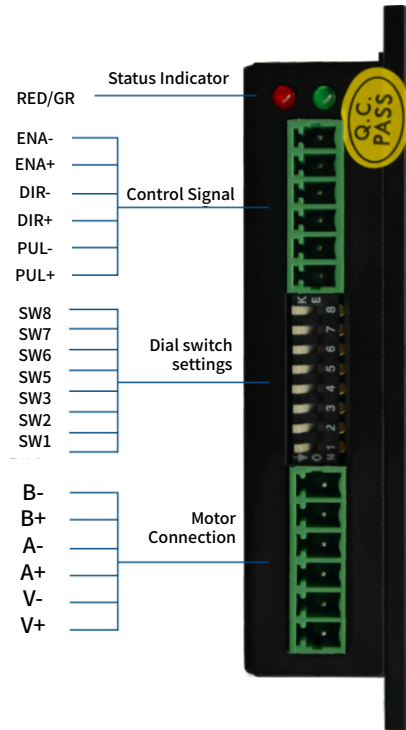 Status Indicator
RED/GR
ENA-
ENA+
DIR-
DIR+
PUL-
PUL+
Control Signal
Q.C.
PASS
SW8
SW7
SW6
SW5
SW3
SW2
SW1
Dial switch
settings
K E
8
7
6
5
4
3
2
1
O N
B-
B+
A-
A+
V-
V+
Motor
Connection